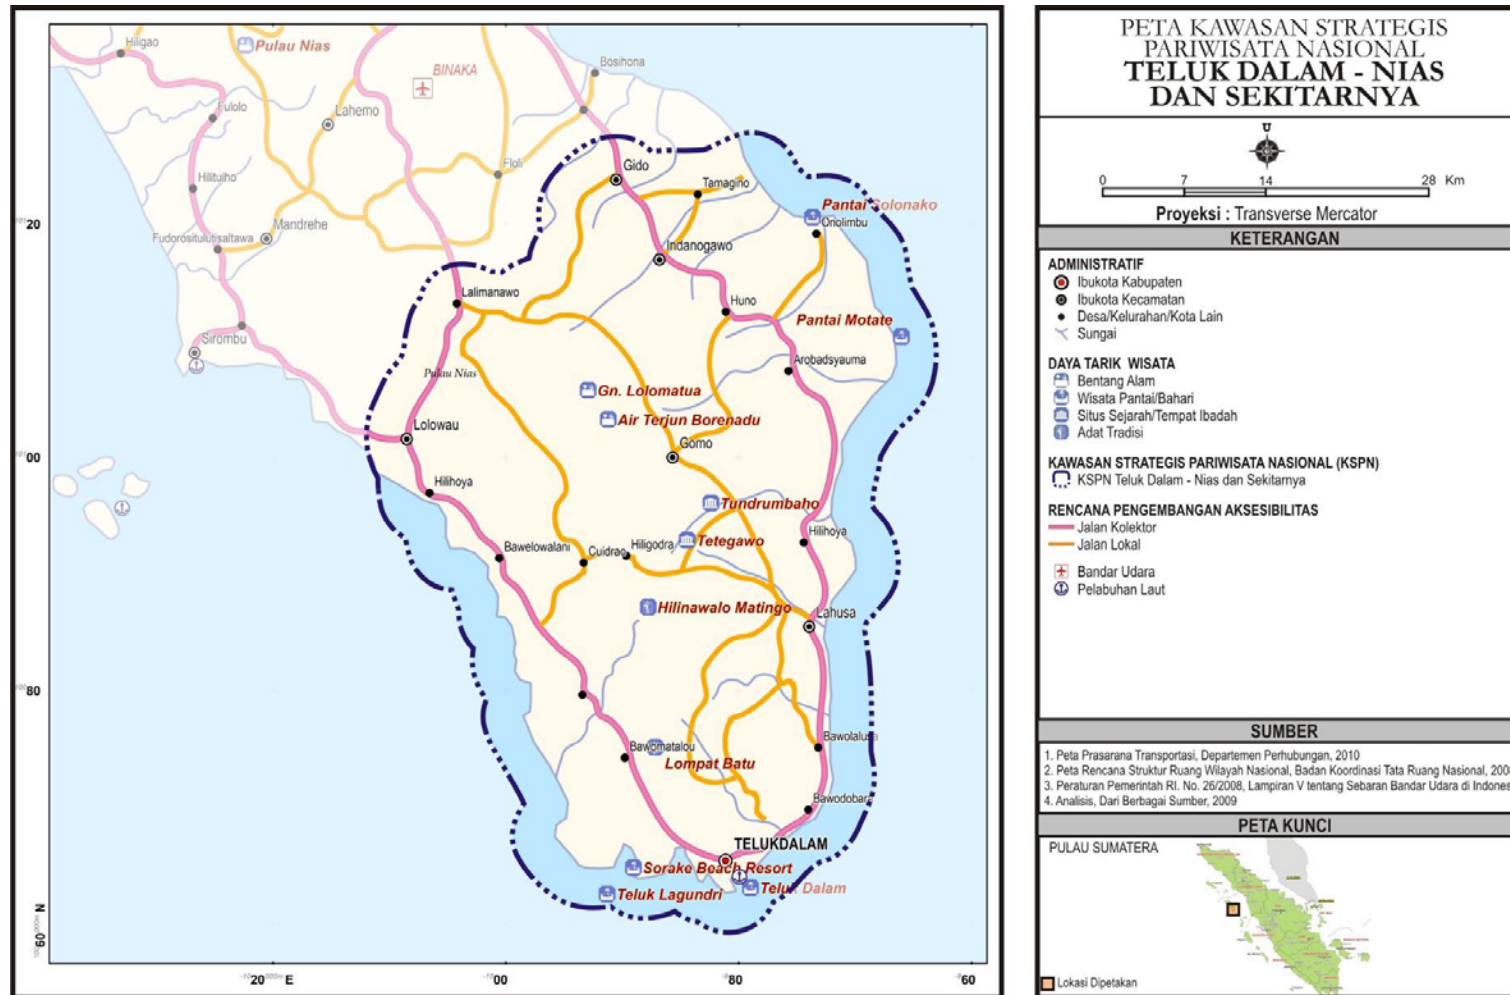 Hiligao
Pulau Nias
BINAKA
Bosihona
Fulolo
Lahemo
Floli
Gido
Hilituiho
Tamagino
Mandrehe
Pantai Solonako
Oriolimbu
20
Fudorositulutisaltawa
Indanogawo
Lalimanawo
Huno
Pantai Motate
Sirombu
Arobadsyauma
Pulau Nias
Gn. Lolomatua
Air Terjun Borenadu
Lolowau
Gomo
00
Hilihoya
Tundrumbaho
Hilihoya
Tetegawo
Bawelowalani
Cuidrao
Hiligodra
Hilinawalo Matingo
Lahusa
80
Bawomatalou
Bawolalusa
Lompat Batu
Bawodobara
TELUKDALAM
Sorake Beach Resort
Teluk Lagundri
Teluk Dalam
60
N
20 E
00
80
60
PETA KAWASAN STRATEGIS
PARIWISATA NASIONAL
TELUK DALAM - NIAS
DAN SEKITARNYA
U
0 7 14 28 Km
Proyeksi : Transverse Mercator
KETERANGAN
ADMINISTRATIF
Ibukota Kabupaten
Ibukota Kecamatan
Desa/Kelurahan/Kota Lain
Sungai
DAYA TARIK WISATA
Bentang Alam
Wisata Pantai/Bahari
Situs Sejarah/Tempat Ibadah
Adat Tradisi
KAWASAN STRATEGIS PARIWISATA NASIONAL (KSPN)
KSPN Teluk Dalam - Nias dan Sekitarnya
RENCANA PENGEMBANGAN AKSESIBILITAS
Jalan Kolektor
Jalan Lokal
Bandar Udara
Pelabuhan Laut
SUMBER
1. Peta Prasarana Transportasi, Departemen Perhubungan, 2010
2. Peta Rencana Struktur Ruang Wilayah Nasional, Badan Koordinasi Tata Ruang Nasional, 200
3. Peraturan Pemerintah RI. No. 26/2008, Lampiran V tentang Sebaran Bandar Udara di Indones
4. Analisis, Dari Berbagai Sumber, 2009
PETA KUNCI
PULAU SUMATERA
Lokasi Dipetakan